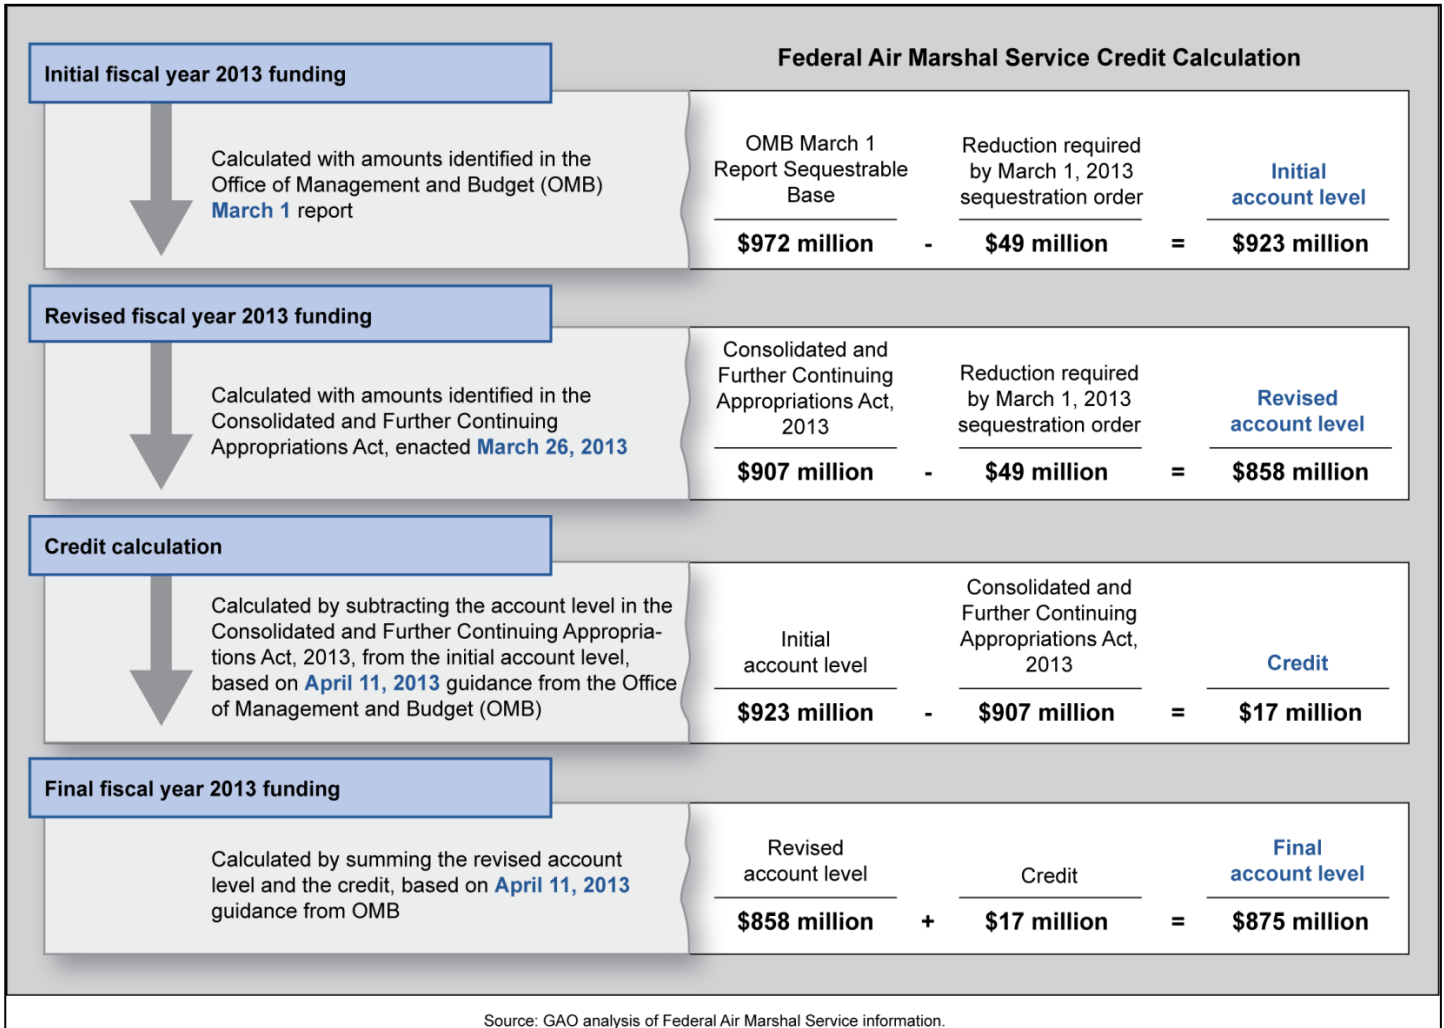 Federal Air Marshal Service Credit Calculation
Initial fiscal year 2013 funding
Calculated with amounts identified in the
Office of Management and Budget (OMB)
March 1 report
OMB March 1
Report Sequestrable
Base
$972 million
-
Reduction required
by March 1, 2013
sequestration order
$49 million
=
Initial
account level
$923 million
Revised fiscal year 2013 funding
Calculated with amounts identified in the
Consolidated and Further Continuing
Appropriations Act, enacted March 26, 2013
Consolidated and
Further Continuing
Appropriations Act,
2013
$907 million
-
Reduction required
by March 1, 2013
sequestration order
$49 million
=
Revised
account level
$858 million
Credit calculation
Calculated by subtracting the account level in the
Consolidated and Further Continuing Appropria-
tions Act, 2013, from the initial account level,
based on April 11, 2013 guidance from the Office
of Management and Budget (OMB)
Initial
account level
$923 million
-
Consolidated and
Further Continuing
Appropriations Act,
2013
$907 million
=
Credit
$17 million
Final fiscal year 2013 funding
Calculated by summing the revised account
level and the credit, based on April 11, 2013
guidance from OMB
Revised
account level
$858 million
+
Credit
$17 million
=
Final
account level
$875 million
Source: GAO analysis of Federal Air Marshal Service information.